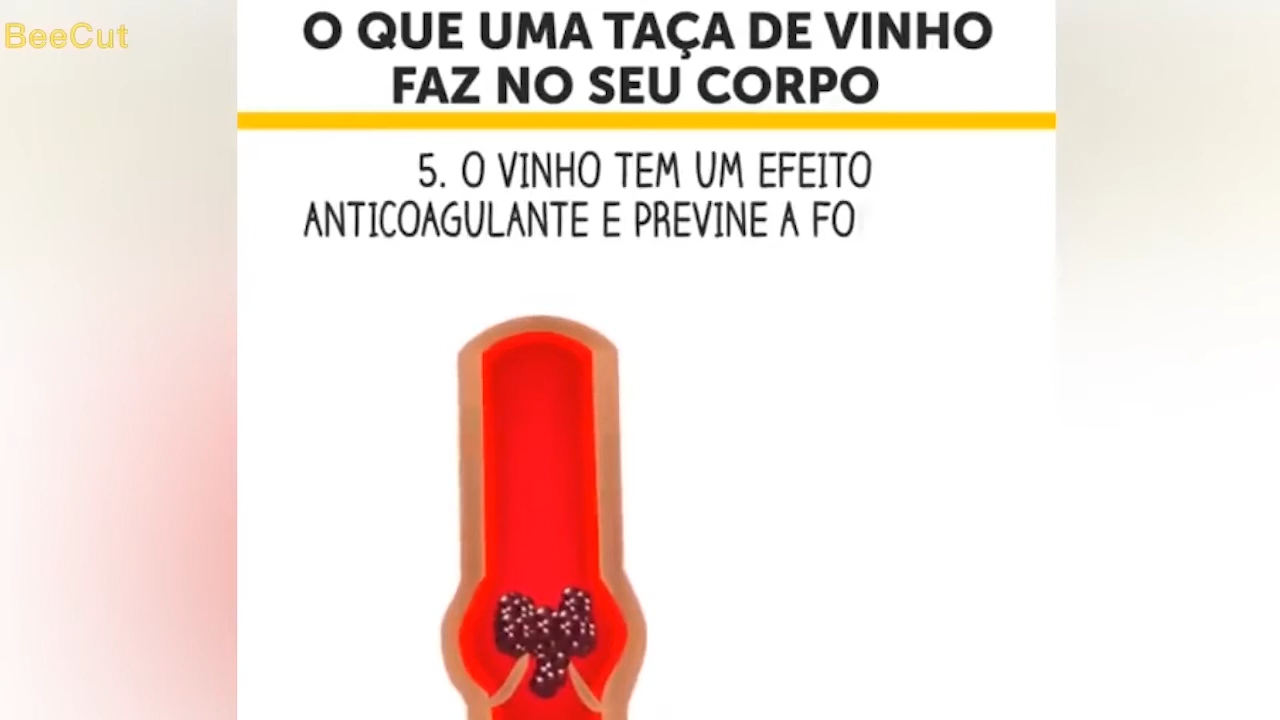 BeeCut
O QUE UMA TAÇA DE VINHO
FAZ NO SEU CORPO
5. O VINHO TEM UM EFEITO
ANTICOAGULANTE E PREVINE A FO